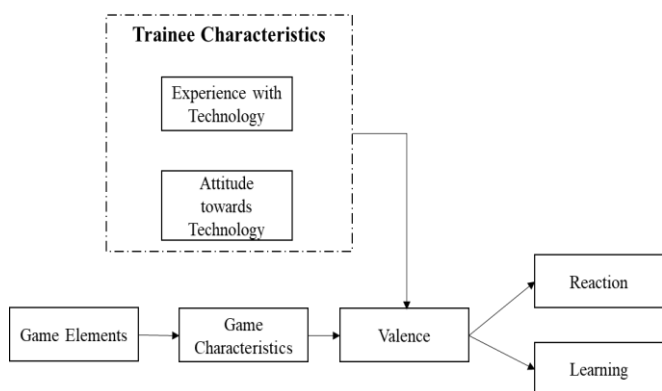 Trainee Characteristics
Experience with
Technology
Attitude
towards
Technology
Game Elements
Game
Characteristics
Valence
Reaction
Learning